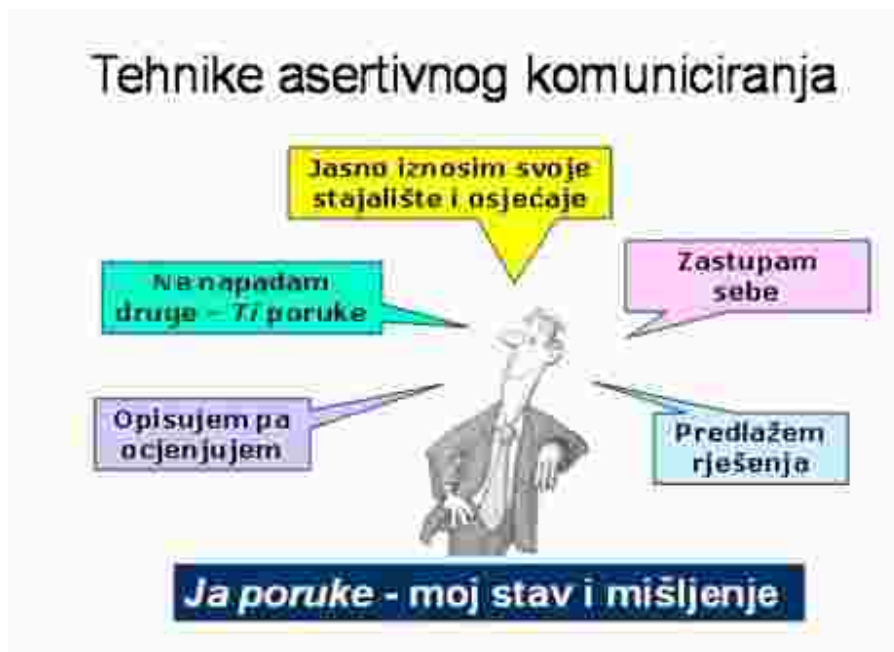 Tehnike asertivnog komuniciranja
Jasno iznosim svoje
stajalište i osjećaje
Ne napadam
druge – Ti poruke
Zastupam
sebe
Opisujem pa
ocjenjujem
Predlažem
rješenja
Ja poruke - moj stav i mišljenje